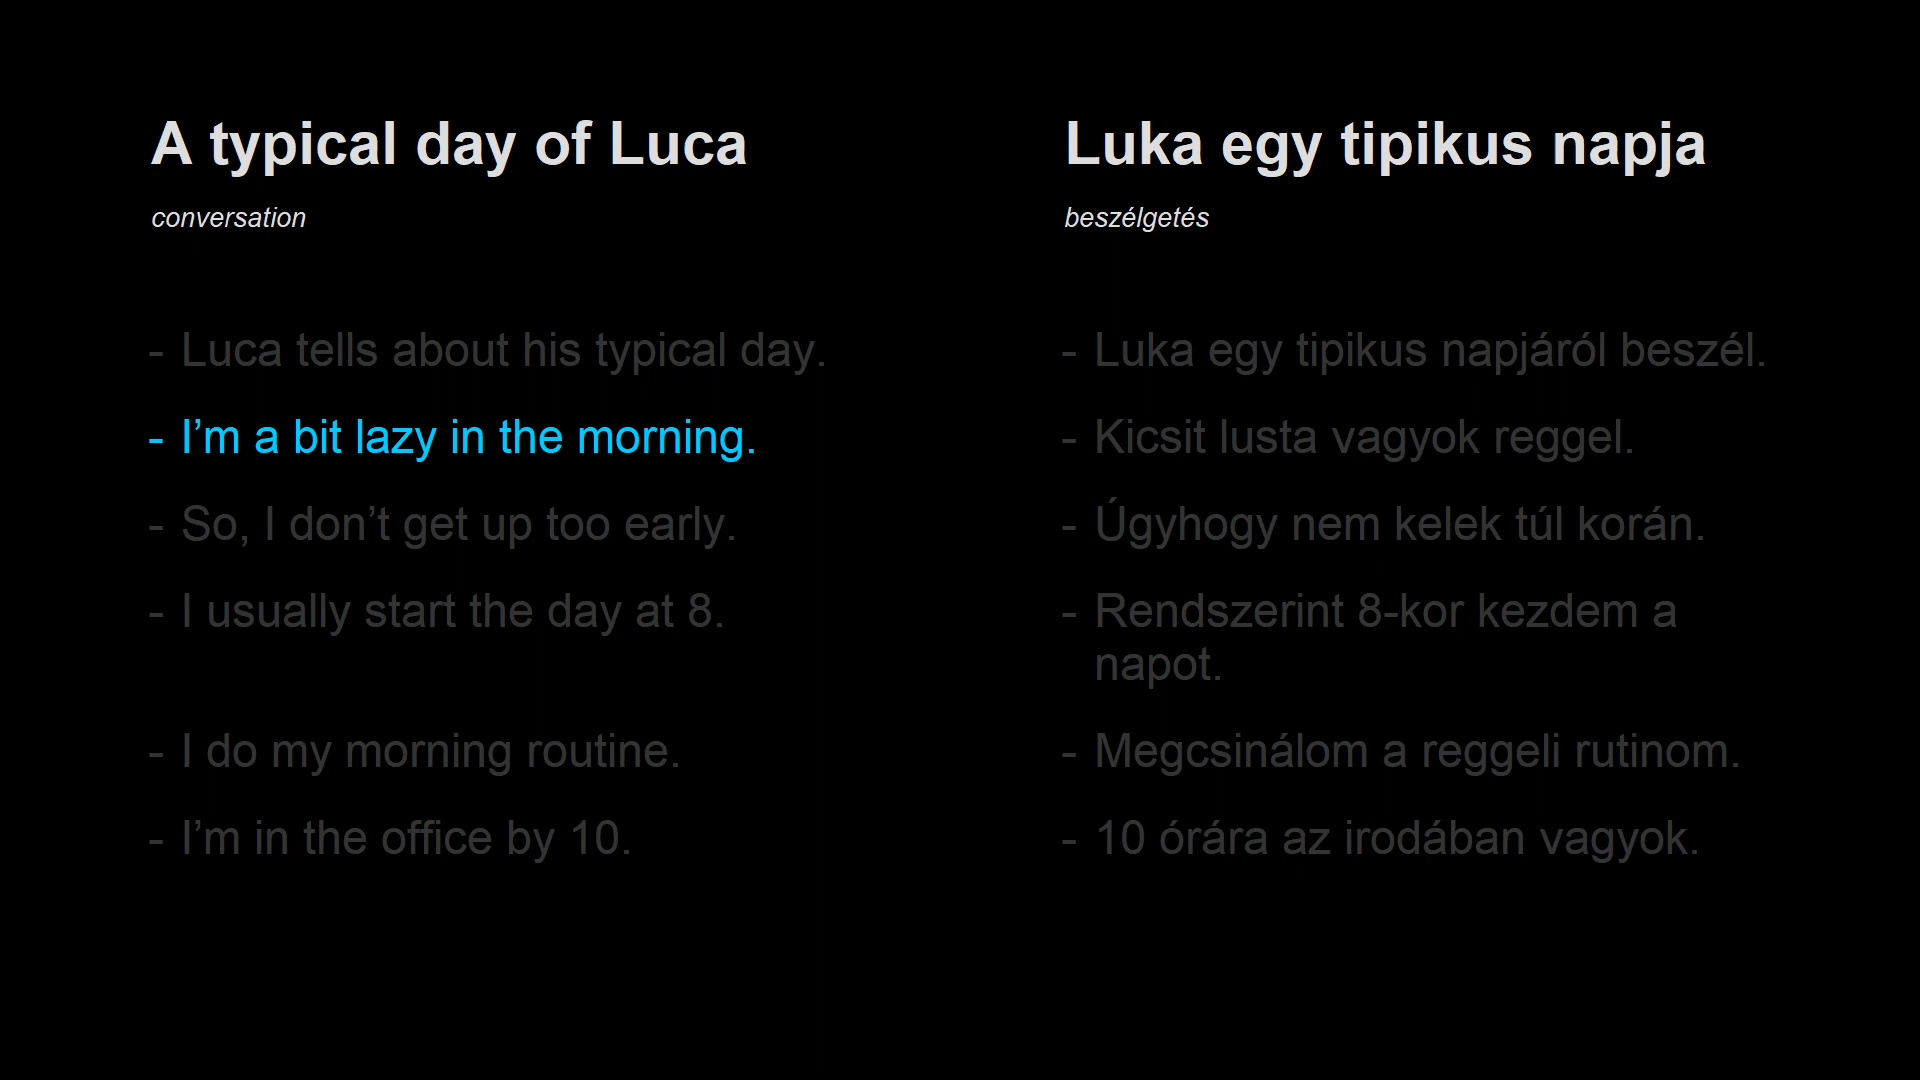 A typical day of Luca
conversation
- Luca tells about his typical day.
- I’m a bit lazy in the morning.
- So, I don’t get up too early.
- I usually start the day at 8.
- I do my morning routine.
- I’m in the office by 10.
Luka egy tipikus napja
beszélgetés
- Luka egy tipikus napjáról beszél.
- Kicsit lusta vagyok reggel.
- Úgyhogy nem kelek túl korán.
- Rendszerint 8-kor kezdem a
napot.
- Megcsinálom a reggeli rutinom.
- 10 órára az irodában vagyok.